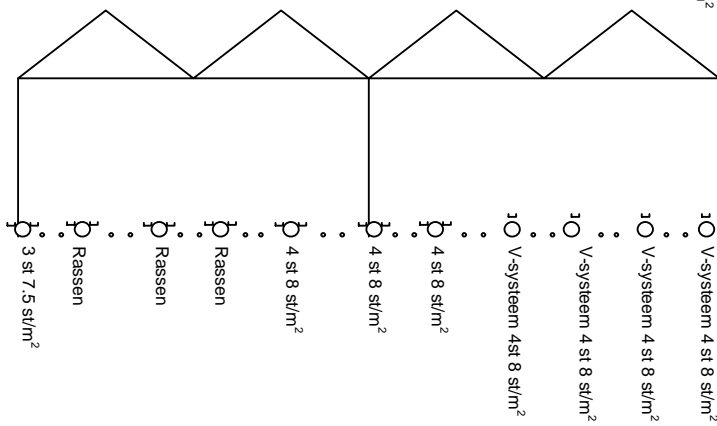 3 st 7.5 st/m²
Rassen
Rassen
Rassen
4 st 8 st/m²
4 st 8 st/m²
4 st 8 st/m²
V-systeem 4st 8 st/m²
V-systeem 4 st 8 st/m²
V-systeem 4 st 8 st/m²
V-systeem 4 st 8 st/m²